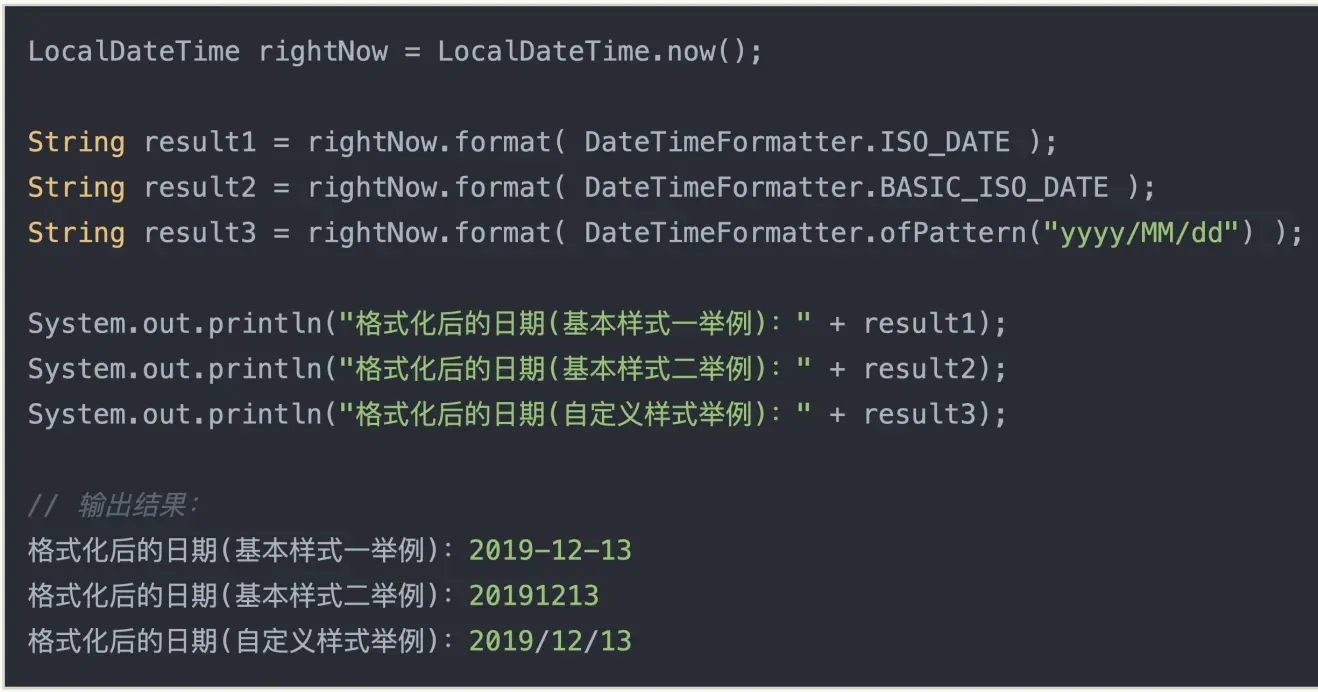 LocalDateTime rightNow = LocalDateTime.now();
String result1 = rightNow.format( DateTimeFormatter.ISO_DATE );
String result2 = rightNow.format( DateTimeFormatter.BASIC_ISO_DATE );
String result3 = rightNow.format( DateTimeFormatter.ofPattern("yyyy/MM/dd") );
System.out.println("格式化后的日期(基本样式一举例)：" + result1);
System.out.println("格式化后的日期(基本样式二举例)：" + result2);
System.out.println("格式化后的日期(自定义样式举例)：" + result3);
// 输出结果：
格式化后的日期(基本样式一举例)：2019-12-13
格式化后的日期(基本样式二举例)：20191213
格式化后的日期(自定义样式举例)：2019/12/13